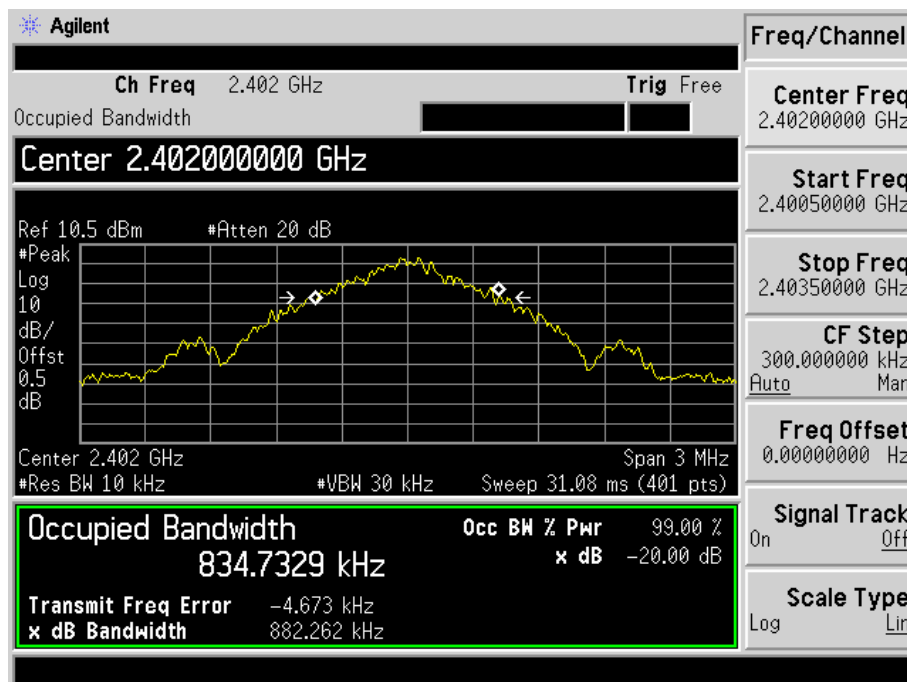 Agilent
Ch Freq 2.402 GHz Trig Free
Occupied Bandwidth
Center 2.402000000 GHz
Ref 10.5 dBm #Atten 20 dB
#Peak
Log
10
dB/
Offst
0.5
dB
Center 2.402 GHz Span 3 MHz
#Res BW 10 kHz #VBW 30 kHz Sweep 31.08 ms (401 pts)
Occupied Bandwidth
834.7329 kHz
Occ BW % Pwr 99.00 %
x dB -20.00 dB
Transmit Freq Error -4.673 kHz
x dB Bandwidth 882.262 kHz
Freq/Channel
Center Freq
2.40200000 GHz
Start Freq
2.40050000 GHz
Stop Freq
2.40350000 GHz
CF Step
300.000000 kHz
Auto Man
Freq Offset
0.00000000 Hz
Signal Track
On Off
Scale Type
Log Lin